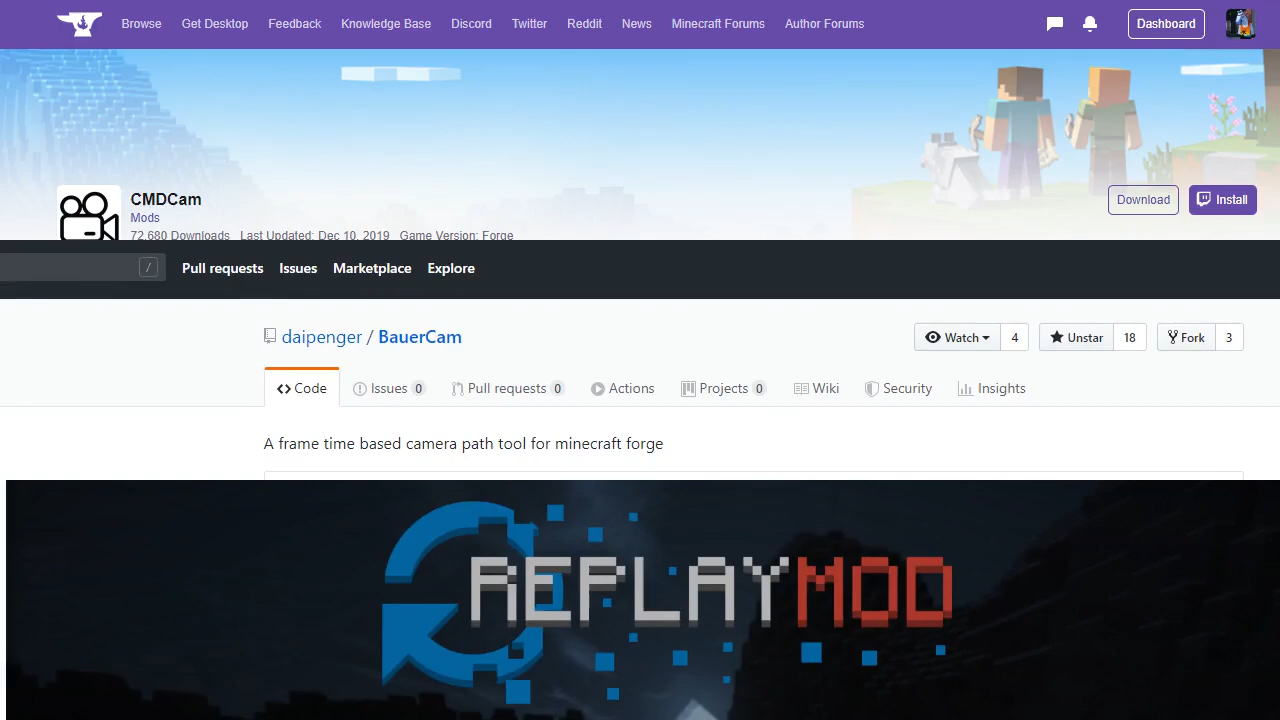 Browse Get Desktop Feedback Knowledge Base Discord Twitter Reddit News Minecraft Forums Author Forums Dashboard
CMDCam
Mods
72,680 Downloads Last Updated: Dec 10, 2019 Game Version: Forge
Download Install
/ Pull requests Issues Marketplace Explore
daipenger / BauerCam
Watch 4 Unstar 18 Fork 3
Code Issues 0 Pull requests 0 Actions Projects 0 Wiki Security Insights
A frame time based camera path tool for minecraft forge
REPLAYMOD